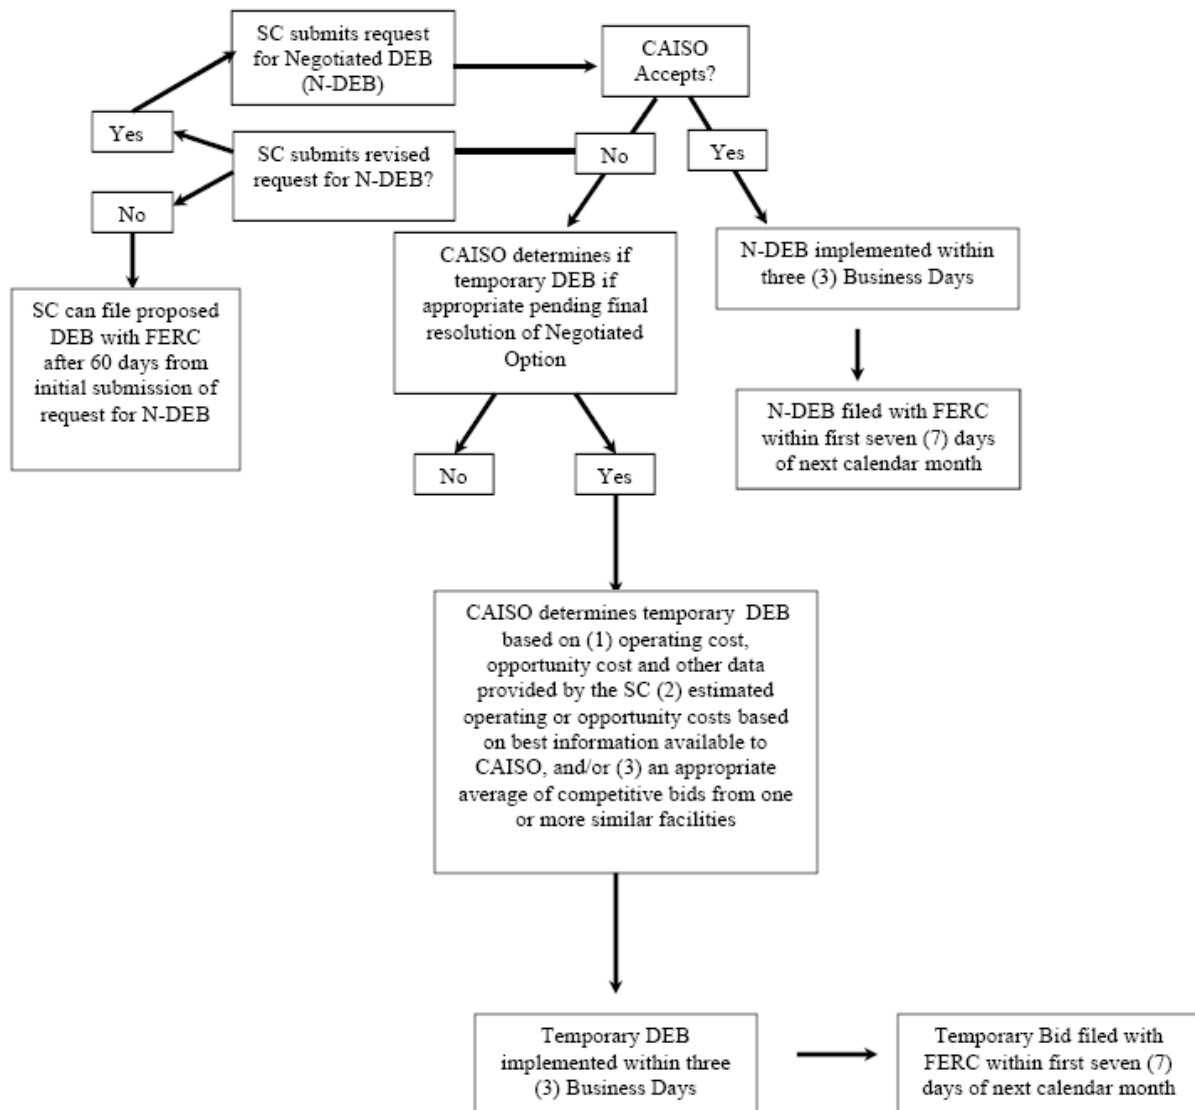 SC submits request
for Negotiated DEB
(N-DEB)
CAISO
Accepts?
Yes
SC submits revised
request for N-DEB?
No
Yes
No
CAISO determines if
temporary DEB if
appropriate pending final
resolution of Negotiated
Option
N-DEB implemented within
three (3) Business Days
SC can file proposed
DEB with FERC
after 60 days from
initial submission of
request for N-DEB
N-DEB filed with FERC
within first seven (7) days
of next calendar month
No
Yes
CAISO determines temporary DEB
based on (1) operating cost,
opportunity cost and other data
provided by the SC (2) estimated
operating or opportunity costs based
on best information available to
CAISO, and/or (3) an appropriate
average of competitive bids from one
or more similar facilities
Temporary DEB
implemented within three
(3) Business Days
Temporary Bid filed with
FERC within first seven (7)
days of next calendar month